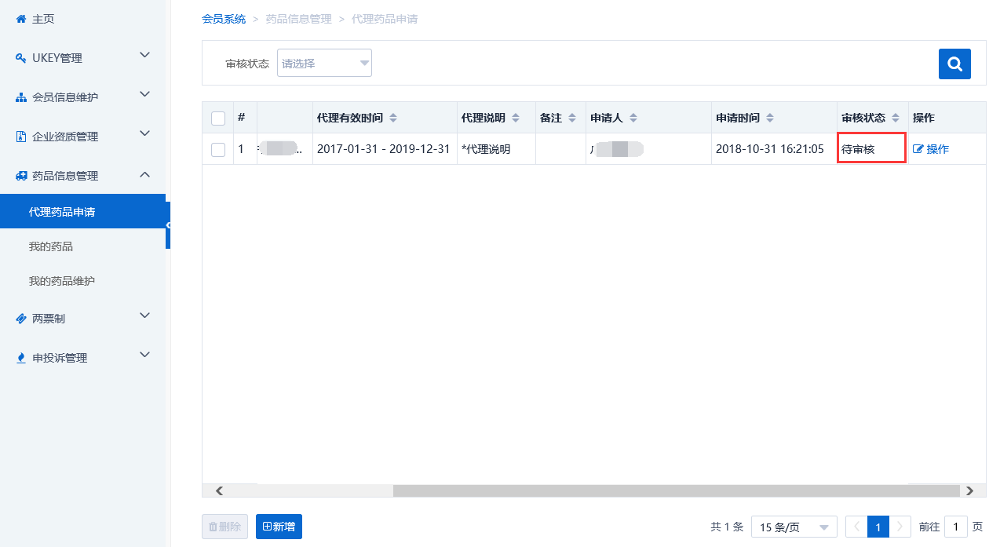 主页
UKEY管理
会员信息维护
企业资质管理
药品信息管理
代理药品申请
我的药品
我的药品维护
两票制
申投诉管理
会员系统 > 药品信息管理 > 代理药品申请
审核状态 请选择
# 代理有效时间 代理说明 备注 申请人 申请时间 审核状态 操作
1 .. 2017-01-31 - 2019-12-31 *代理说明 2018-10-31 16:21:05 待审核 操作
删除 新增 共 1 条 15 条/页 1 前往 1 页